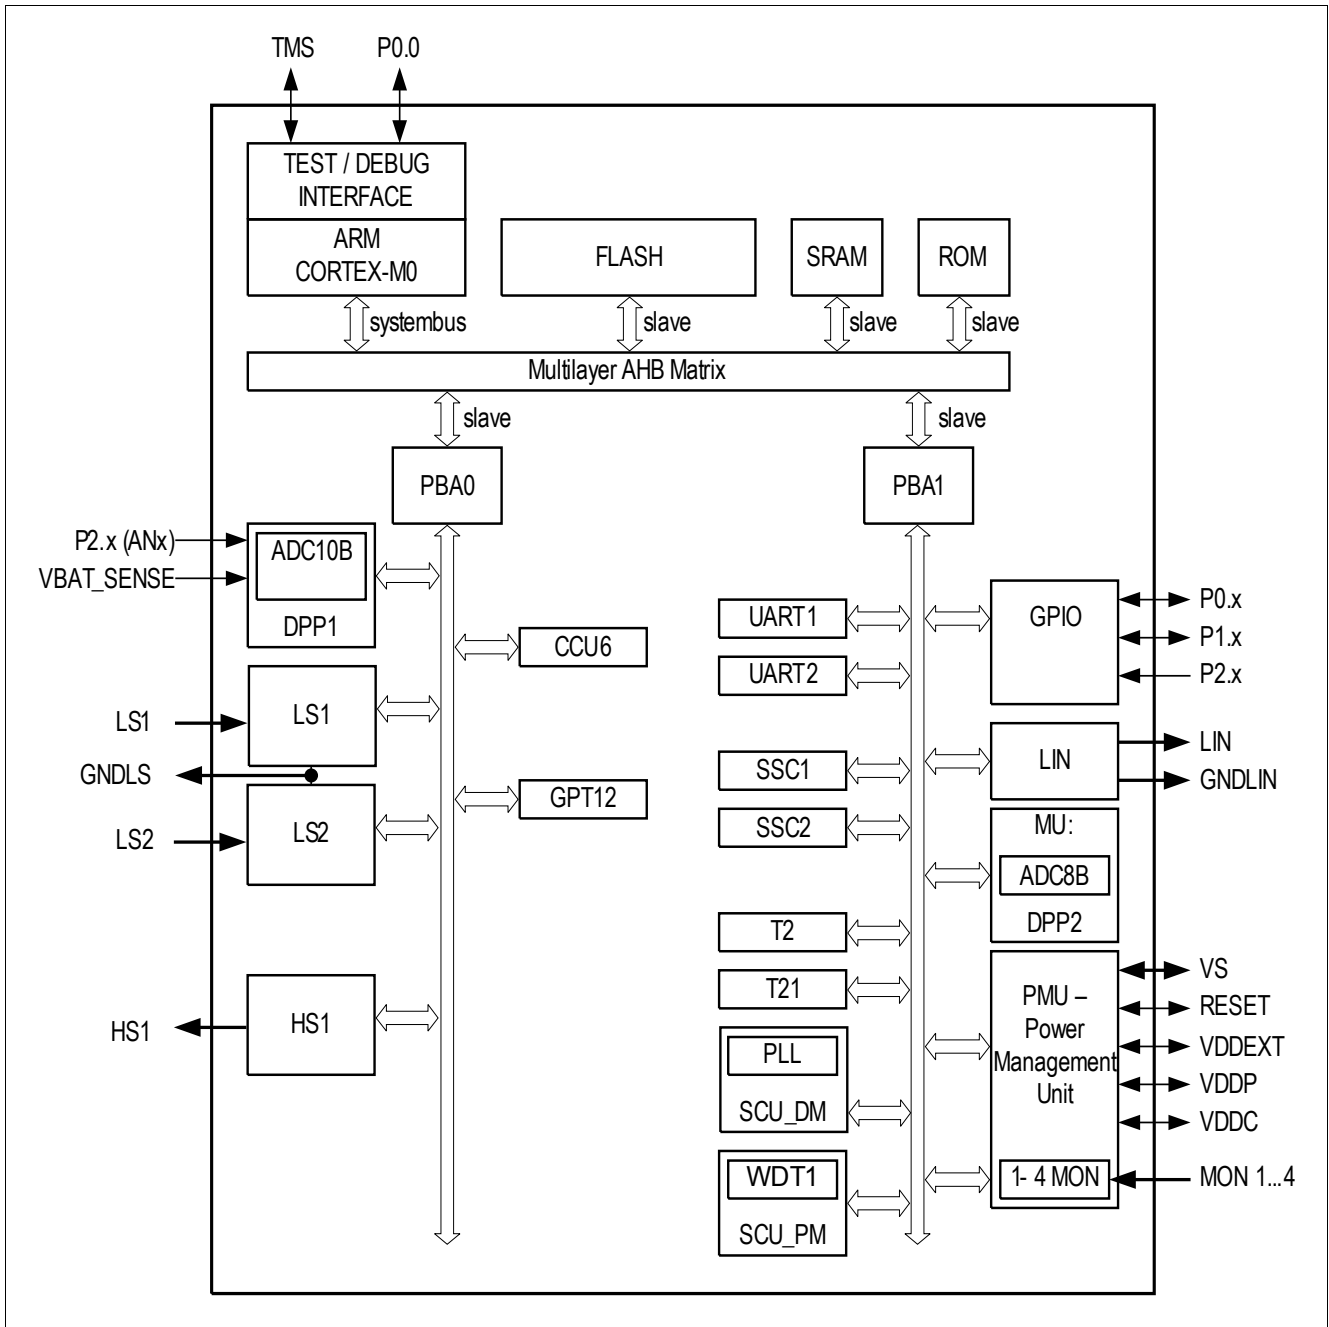 TMS
P0.0
TEST / DEBUG
INTERFACE
ARM
CORTEX-M0
FLASH
SRAM
ROM
systembus
slave
slave
slave
Multilayer AHB Matrix
slave
slave
PBA0
PBA1
P2.x (ANx)
VBAT_SENSE
ADC10B
DPP1
CCU6
LS1
LS1
GNDLS
GPT12
LS2
LS2
HS1
HS1
UART1
UART2
SSC1
SSC2
T2
T21
PLL
SCU_DM
WDT1
SCU_PM
GPIO
P0.x
P1.x
P2.x
LIN
LIN
GNDLIN
MU:
ADC8B
DPP2
PMU –
Power
Management
Unit
VS
RESET
VDDEXT
VDDP
VDDC
1- 4 MON
MON 1...4